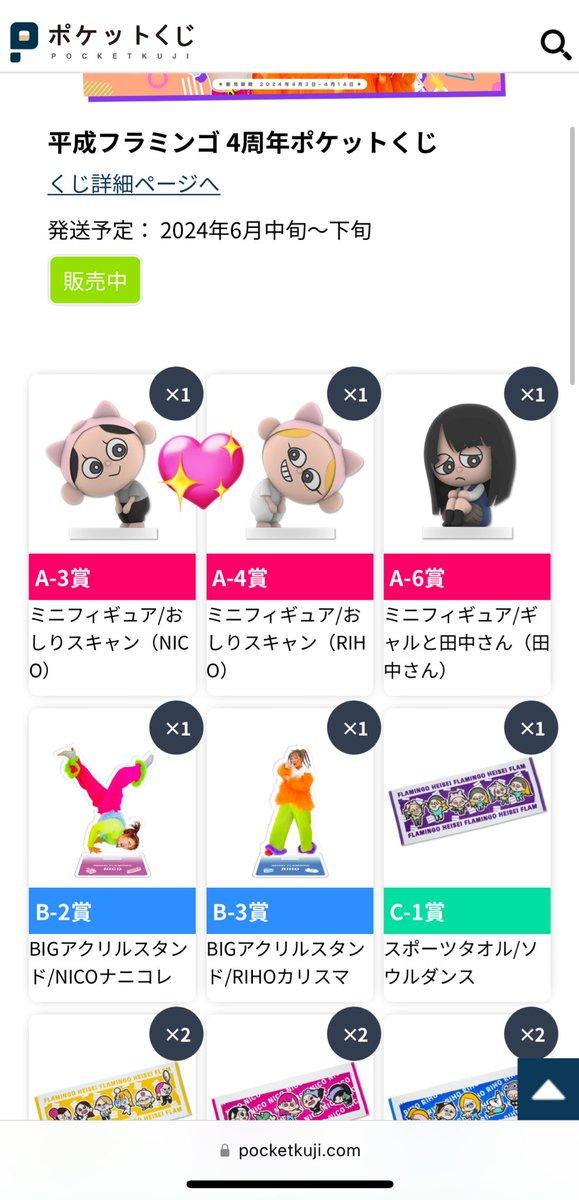 ポケットくじ
POCKETKUJI
販売期間 2024年4月3日~4月14日
平成フラミンゴ 4周年ポケットくじ
くじ詳細ページへ
発送予定： 2024年6月中旬〜下旬
販売中
×1
×1
×1
A-3賞
A-4賞
A-6賞
ミニフィギュア/お
しりスキャン（NIC
O）
ミニフィギュア/お
しりスキャン（RIH
O）
ミニフィギュア/ギ
ャルと田中さん（田
中さん）
×1
×1
×1
NICO
RIHO
FLAMINGO HEISEI FLAMINGO HEISEI FLAM
FLAMINGO HEISEI FLAMINGO HEISEI FLAM
B-2賞
B-3賞
C-1賞
BIGアクリルスタン
ド/NICOナニコレ
BIGアクリルスタン
ド/RIHOカリスマ
スポーツタオル/ソ
ウルダンス
×2
×2
×2
FLAMINGO HEISEI FLAMINGO HEISEI
NICO NICO NICO
RIHO RIHO
pocketkuji.com